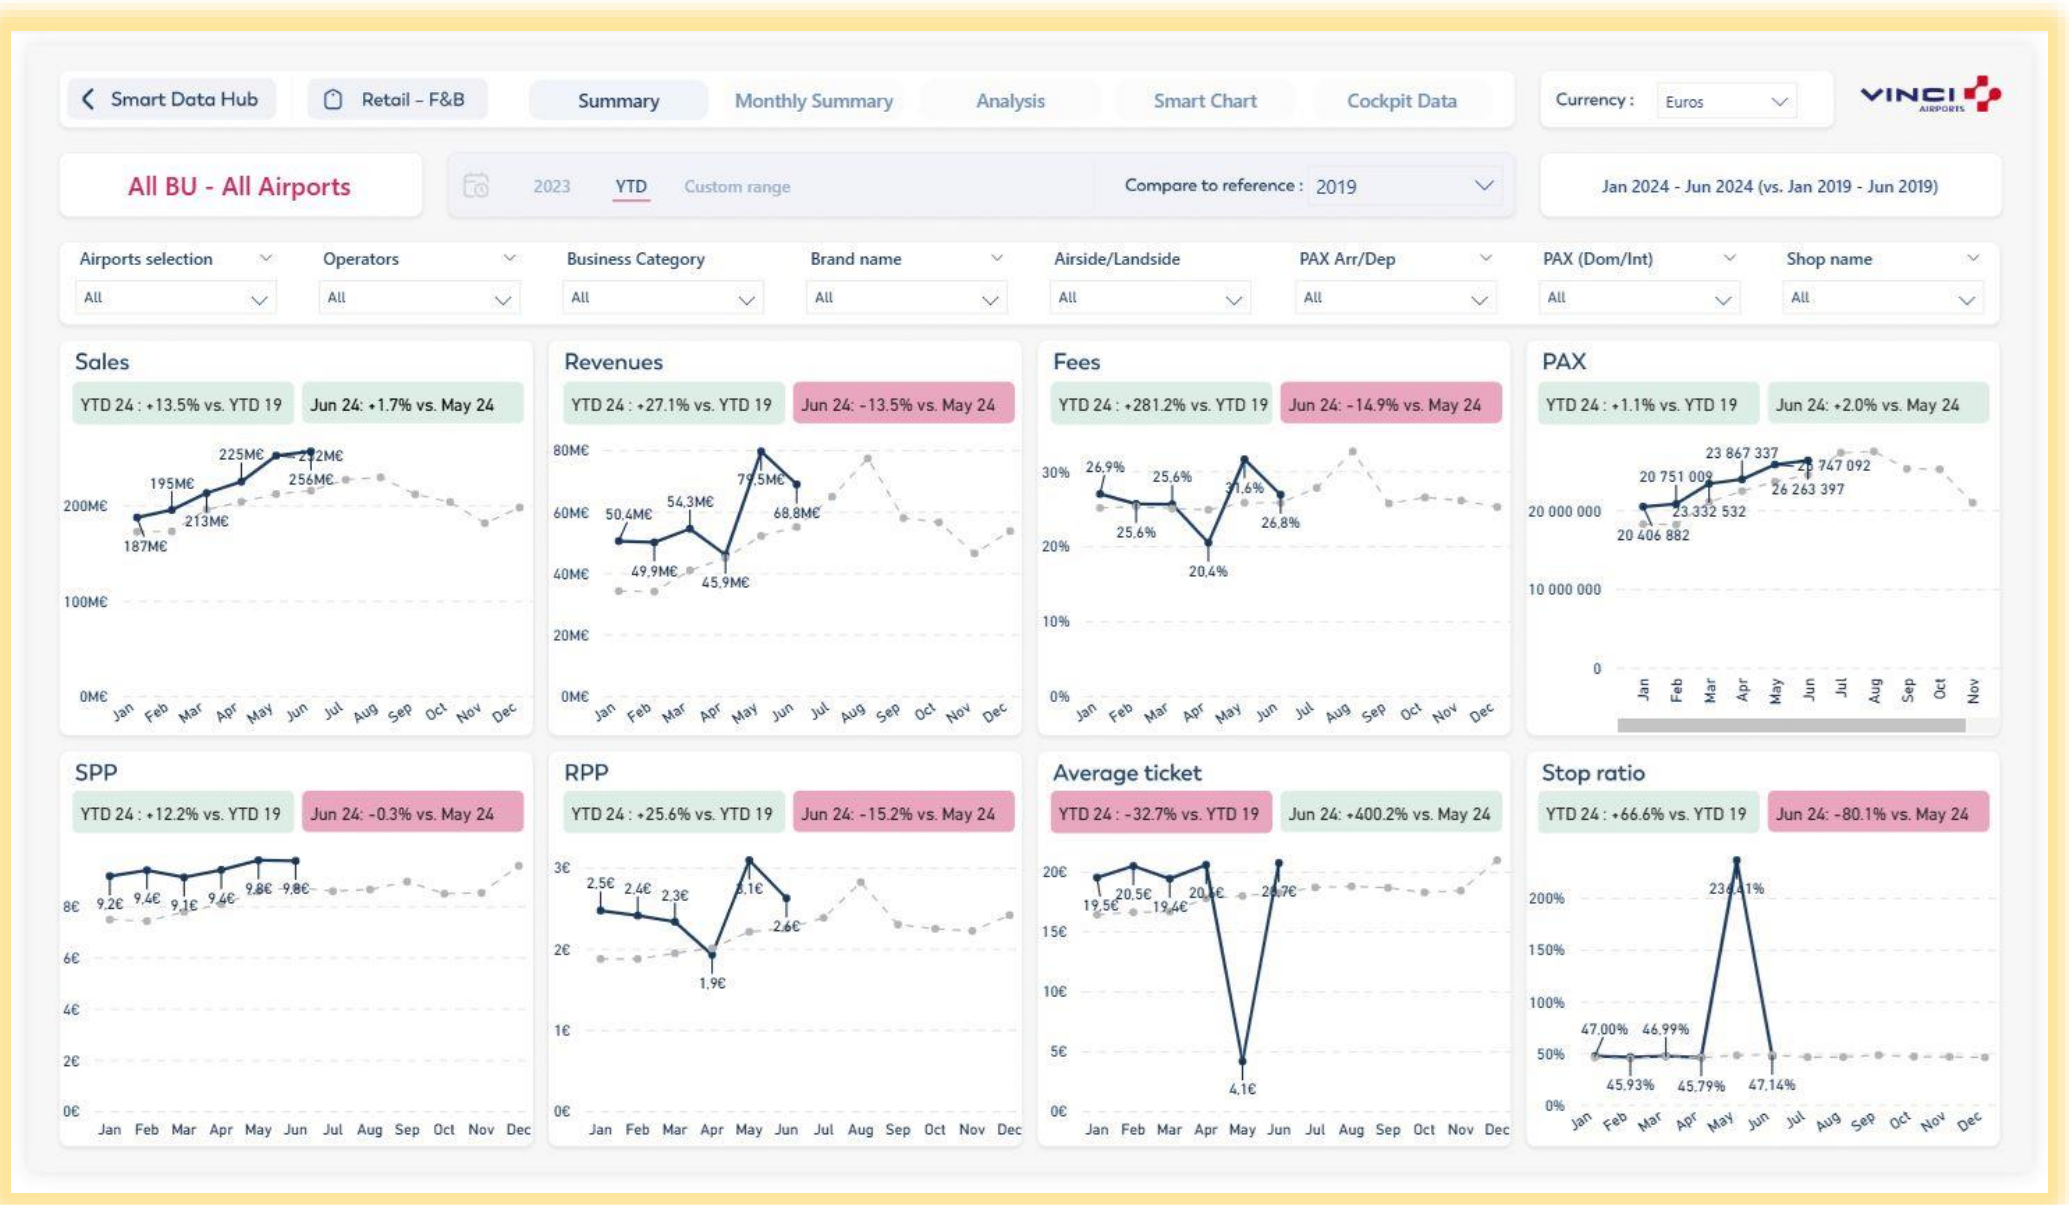 Smart Data Hub
Retail - F&B
Summary
Monthly Summary
Analysis
Smart Chart
Cockpit Data
Currency :
Euros
VINCI
AIRPORTS
All BU - All Airports
2023
YTD
Custom range
Compare to reference :
2019
Jan 2024 - Jun 2024 (vs. Jan 2019 - Jun 2019)
Airports selection
Operators
Business Category
Brand name
Airside/Landside
PAX Arr/Dep
PAX (Dom/Int)
Shop name
All
All
All
All
All
All
All
All
Sales
YTD 24 : +13.5% vs. YTD 19
Jun 24: +1.7% vs. May 24
200M€
100M€
0M€
187M€
195M€
213M€
225M€
252M€
256M€
Jan Feb Mar Apr May Jun Jul Aug Sep Oct Nov Dec
Revenues
YTD 24 : +27.1% vs. YTD 19
Jun 24: -13.5% vs. May 24
80M€
60M€
40M€
20M€
0M€
50,4M€
49,9M€
54,3M€
45,9M€
79,5M€
68,8M€
Jan Feb Mar Apr May Jun Jul Aug Sep Oct Nov Dec
Fees
YTD 24 : +281.2% vs. YTD 19
Jun 24: -14.9% vs. May 24
30%
20%
10%
0%
26,9%
25,6%
25,6%
20,4%
31,6%
26,8%
Jan Feb Mar Apr May Jun Jul Aug Sep Oct Nov Dec
PAX
YTD 24 : +1.1% vs. YTD 19
Jun 24: +2.0% vs. May 24
20 000 000
10 000 000
0
20 406 882
20 751 009
23 332 532
23 867 337
747 092
26 263 397
Jan Feb Mar Apr May Jun Jul Aug Sep Oct Nov
SPP
YTD 24 : +12.2% vs. YTD 19
Jun 24: -0.3% vs. May 24
8€
6€
4€
2€
0€
9,2€
9,4€
9,1€
9,4€
9,8€
9,8€
Jan Feb Mar Apr May Jun Jul Aug Sep Oct Nov Dec
RPP
YTD 24 : +25.6% vs. YTD 19
Jun 24: -15.2% vs. May 24
3€
2€
1€
0€
2,5€
2,4€
2,3€
1,9€
3,1€
2,6€
Jan Feb Mar Apr May Jun Jul Aug Sep Oct Nov Dec
Average ticket
YTD 24 : -32.7% vs. YTD 19
Jun 24: +400.2% vs. May 24
20€
15€
10€
5€
0€
19,5€
20,5€
19,4€
4,1€
Jan Feb Mar Apr May Jun Jul Aug Sep Oct Nov Dec
Stop ratio
YTD 24 : +66.6% vs. YTD 19
Jun 24: -80.1% vs. May 24
200%
150%
100%
50%
0%
47,00%
45,93%
46,99%
45,79%
236,41%
47,14%
Jan Feb Mar Apr May Jun Jul Aug Sep Oct Nov Dec